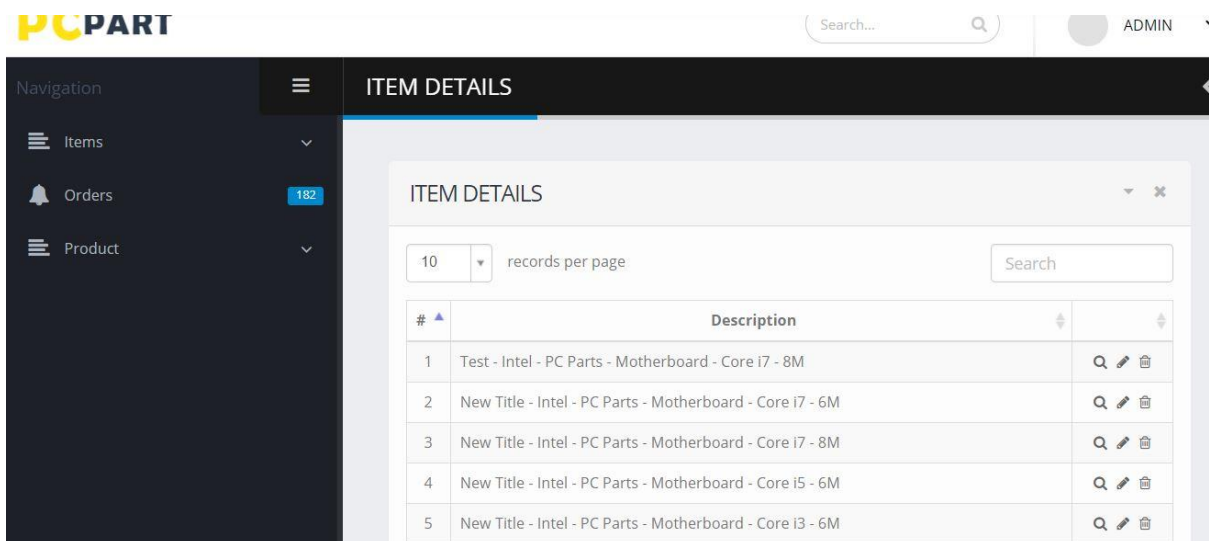 PCPART
Search...
ADMIN
Navigation
ITEM DETAILS
Items
Orders
182
Product
ITEM DETAILS
10 records per page
Search
# Description
1 Test - Intel - PC Parts - Motherboard - Core i7 - 8M
2 New Title - Intel - PC Parts - Motherboard - Core i7 - 6M
3 New Title - Intel - PC Parts - Motherboard - Core i7 - 8M
4 New Title - Intel - PC Parts - Motherboard - Core i5 - 6M
5 New Title - Intel - PC Parts - Motherboard - Core i3 - 6M